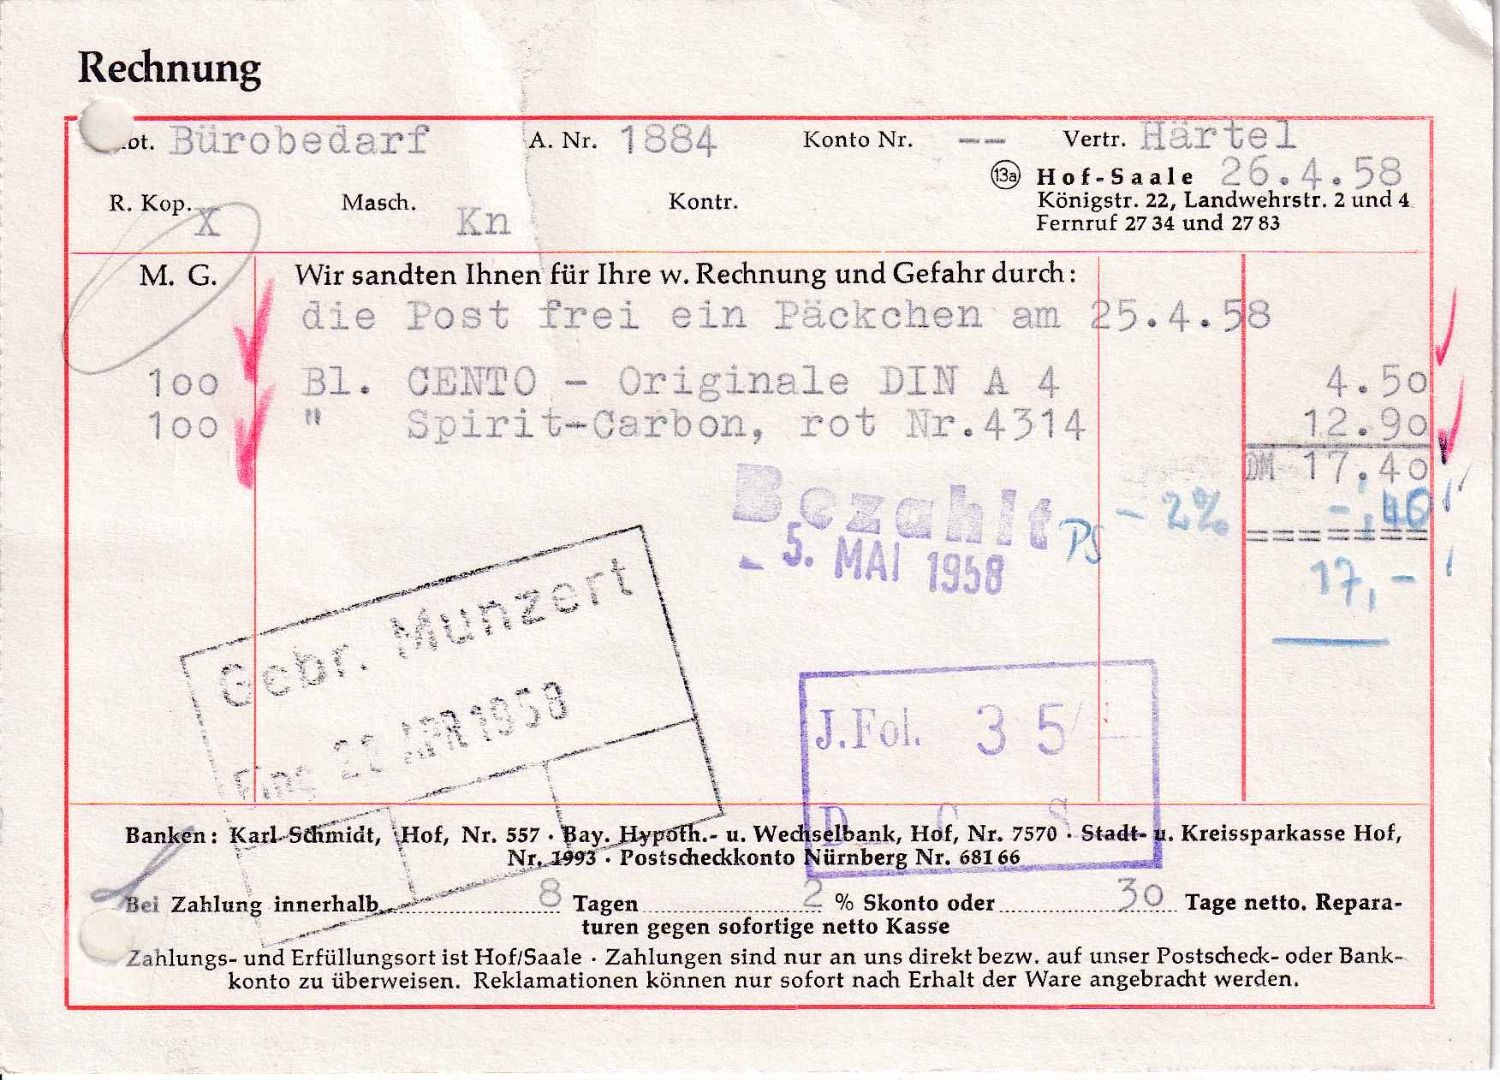 Rechnung
Bürobedarf A. Nr. 1884 Konto Nr. -- Vertr. Härtel
13a Hof-Saale 26.4.58
R. Kop. X Masch. Kn Kontr. Königstr. 22, Landwehrstr. 2 und 4
Fernruf 27 34 und 27 83
M. G. Wir sandten Ihnen für Ihre w. Rechnung und Gefahr durch:
die Post frei ein Päckchen am 25.4.58
100 Bl. CENTO - Originale DIN A 4 4.50
100 " Spirit-Carbon, rot Nr.4314 12.90
DM 17.40
Bezahlt PS - 2% -,40
=======
- 5. MAI 1958 17,-
Gebr. Munzert
Eing APR 1958
J.Fol. 35
D C S
Banken: Karl Schmidt, Hof, Nr. 557 · Bay. Hypoth.- u. Wechselbank, Hof, Nr. 7570 · Stadt- u. Kreissparkasse Hof,
Nr. 1993 · Postscheckkonto Nürnberg Nr. 681 66
Bei Zahlung innerhalb 8 Tagen 2 % Skonto oder 30 Tage netto. Repara-
turen gegen sofortige netto Kasse
Zahlungs- und Erfüllungsort ist Hof/Saale · Zahlungen sind nur an uns direkt bezw. auf unser Postscheck- oder Bank-
konto zu überweisen. Reklamationen können nur sofort nach Erhalt der Ware angebracht werden.